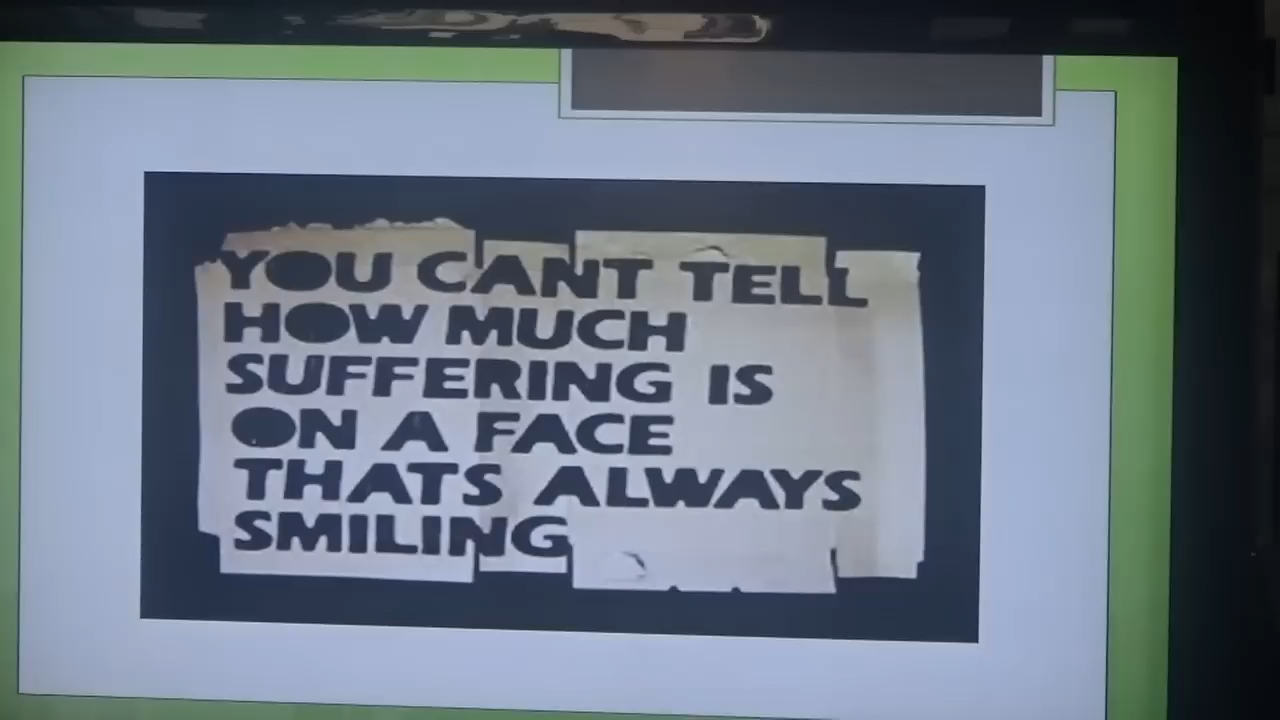 YOU CANT TELL
HOW MUCH
SUFFERING IS
ON A FACE
THATS ALWAYS
SMILING